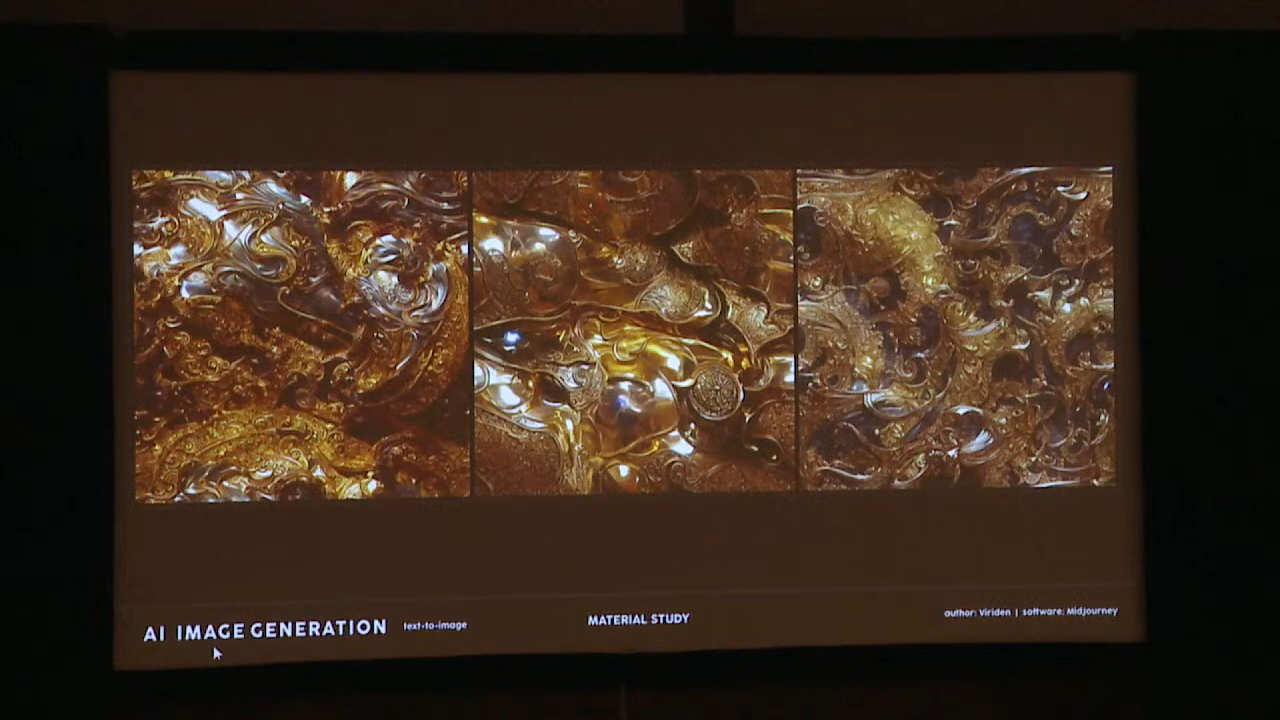 AI IMAGE GENERATION text-to-image
MATERIAL STUDY
author: Viriden | software: Midjourney